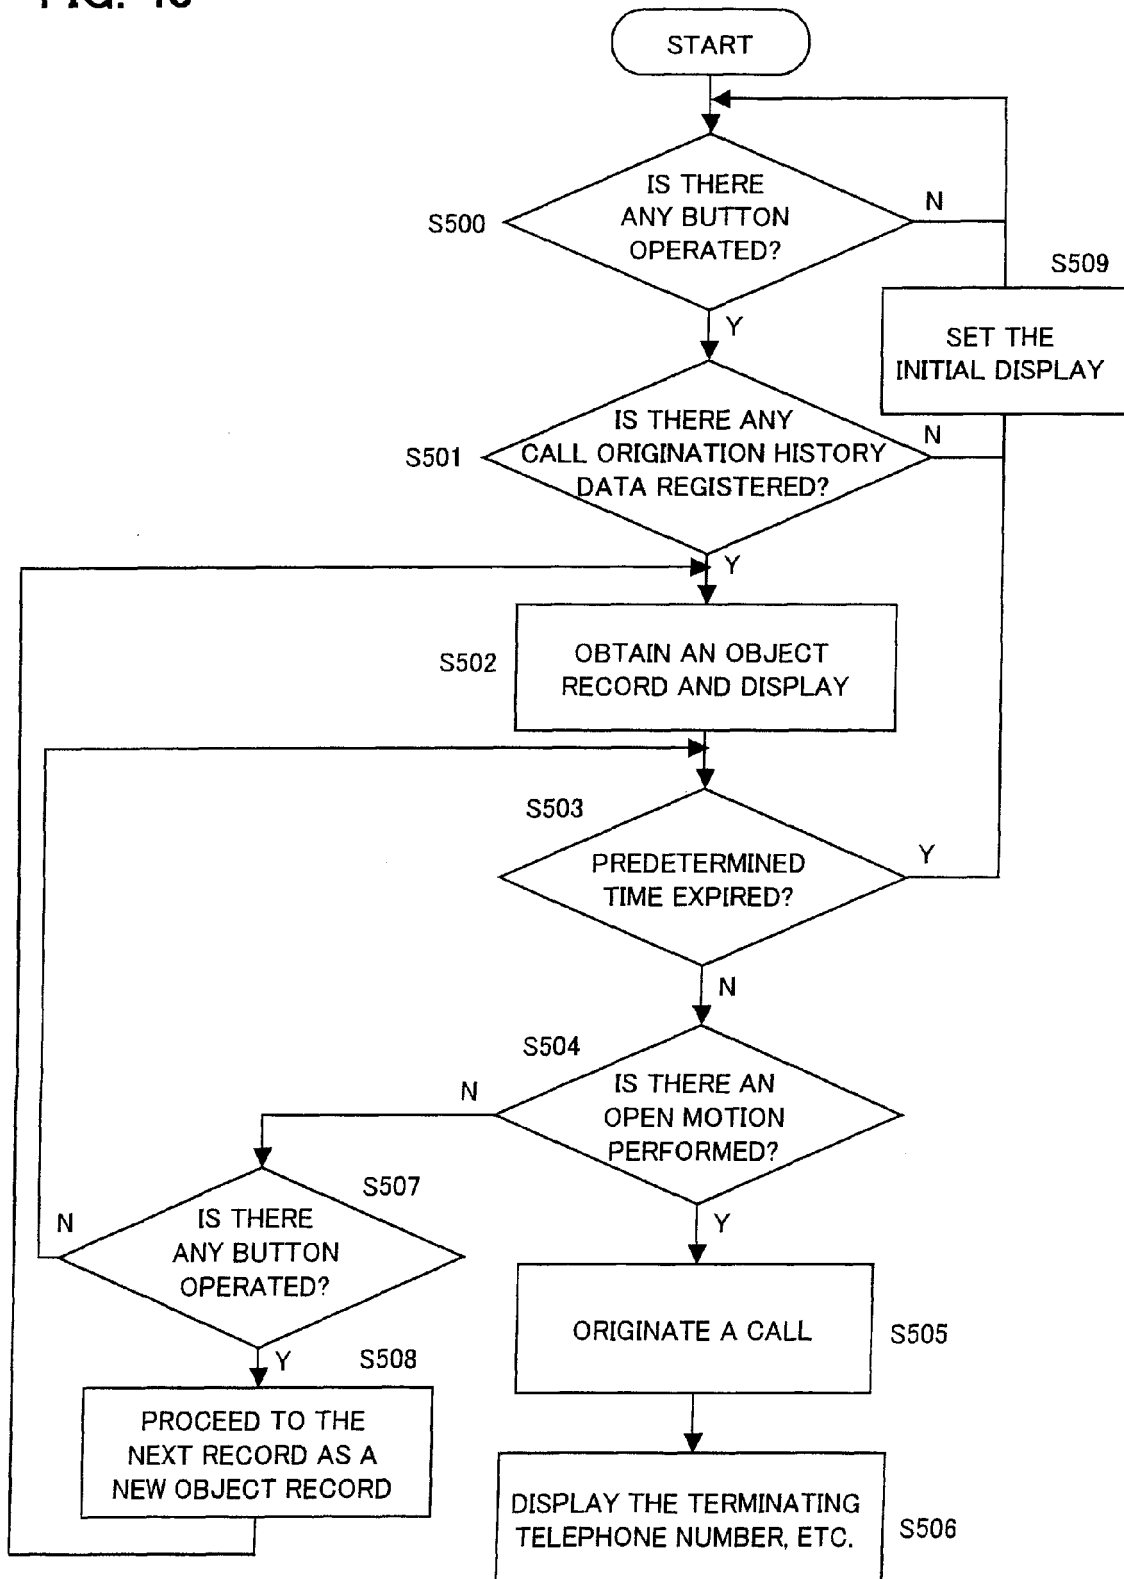 START
IS THERE
ANY BUTTON
OPERATED?
N
S500
S509
Y
SET THE
INITIAL DISPLAY
IS THERE ANY
CALL ORIGINATION HISTORY
DATA REGISTERED?
N
S501
Y
S502
OBTAIN AN OBJECT
RECORD AND DISPLAY
S503
PREDETERMINED
TIME EXPIRED?
Y
N
S504
IS THERE AN
OPEN MOTION
PERFORMED?
N
S507
Y
IS THERE
ANY BUTTON
OPERATED?
N
ORIGINATE A CALL
S505
Y
S508
PROCEED TO THE
NEXT RECORD AS A
NEW OBJECT RECORD
DISPLAY THE TERMINATING
TELEPHONE NUMBER, ETC.
S506